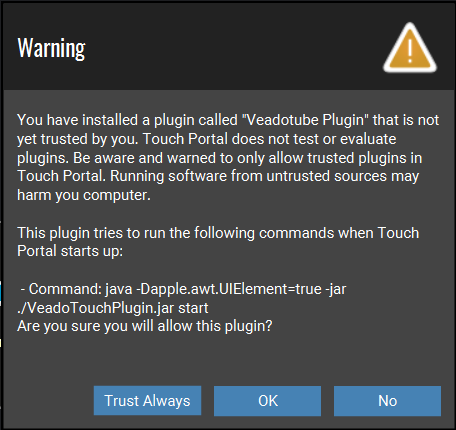 Warning
You have installed a plugin called "Veadotube Plugin" that is not
yet trusted by you. Touch Portal does not test or evaluate
plugins. Be aware and warned to only allow trusted plugins in
Touch Portal. Running software from untrusted sources may
harm you computer.
This plugin tries to run the following commands when Touch
Portal starts up:
- Command: java -Dapple.awt.UIElement=true -jar
./VeadoTouchPlugin.jar start
Are you sure you will allow this plugin?
Trust Always
OK
No